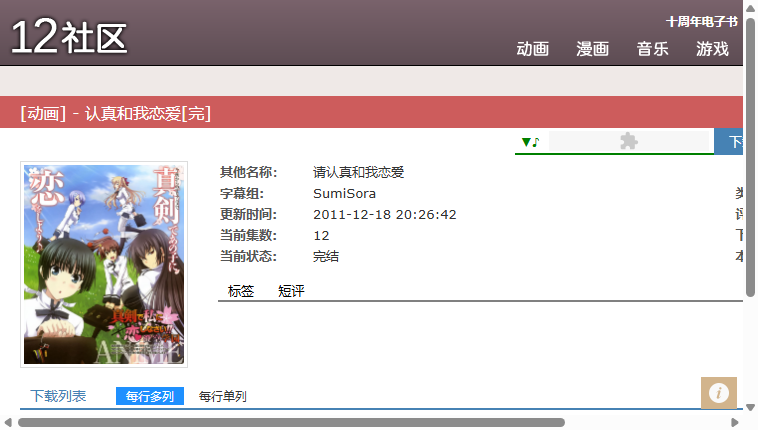 12社区
十周年电子书
动画 漫画 音乐 游戏
[动画] - 认真和我恋爱[完]
▼♪
其他名称: 请认真和我恋爱
字幕组: SumiSora
更新时间: 2011-12-18 20:26:42
当前集数: 12
当前状态: 完结
标签 短评
真剣
恋
下载列表 每行多列 每行单列